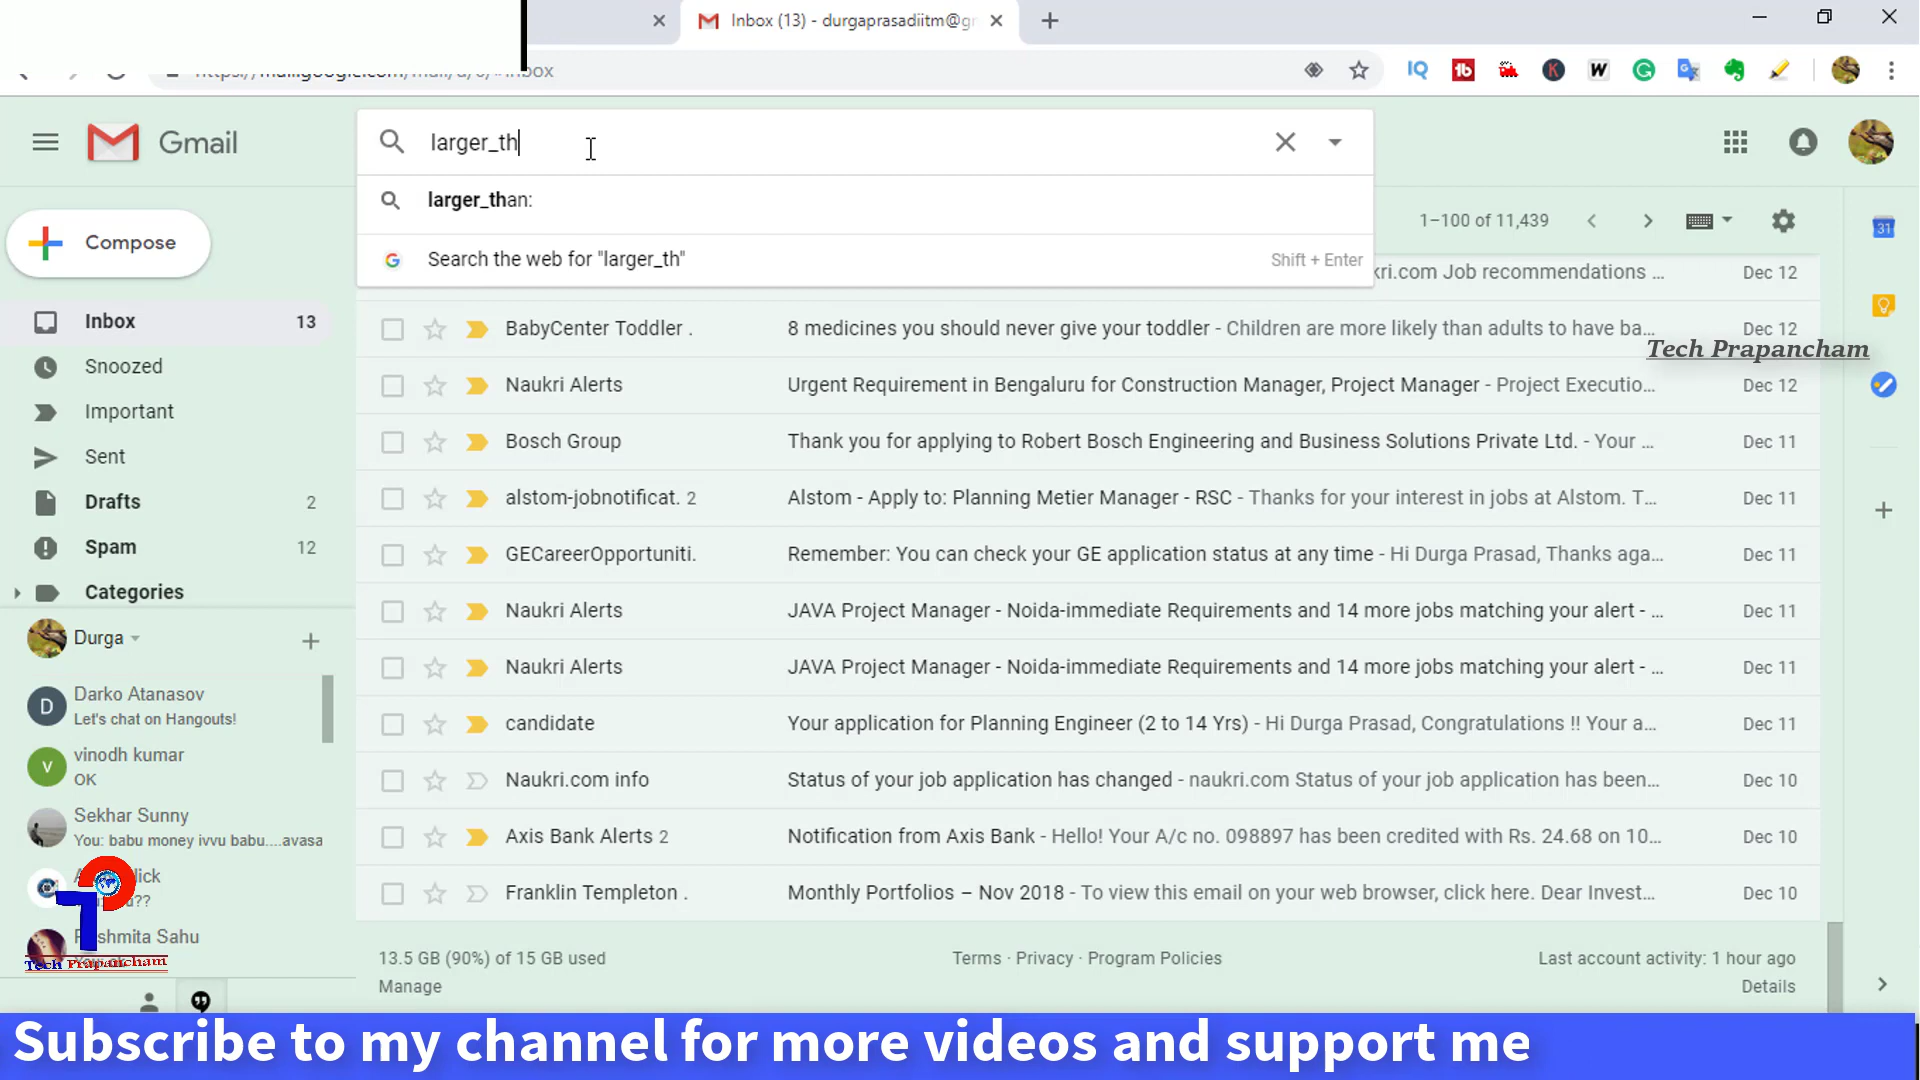 Inbox (13) - durgaprasadiitm@gm
Gmail
larger_th
larger_than:
Search the web for "larger_th"
Shift + Enter
1–100 of 11,439
31
Compose
kri.com Job recommendations ...
Dec 12
Inbox 13
BabyCenter Toddler .
8 medicines you should never give your toddler - Children are more likely than adults to have ba...
Dec 12
Tech Prapancham
Snoozed
Naukri Alerts
Urgent Requirement in Bengaluru for Construction Manager, Project Manager - Project Executio...
Dec 12
Important
Bosch Group
Thank you for applying to Robert Bosch Engineering and Business Solutions Private Ltd. - Your ...
Dec 11
Sent
alstom-jobnotificat. 2
Alstom - Apply to: Planning Metier Manager - RSC - Thanks for your interest in jobs at Alstom. T...
Dec 11
Drafts 2
Spam 12
GECareerOpportuniti.
Remember: You can check your GE application status at any time - Hi Durga Prasad, Thanks aga...
Dec 11
Categories
Naukri Alerts
JAVA Project Manager - Noida-immediate Requirements and 14 more jobs matching your alert - ...
Dec 11
Durga
Naukri Alerts
JAVA Project Manager - Noida-immediate Requirements and 14 more jobs matching your alert - ...
Dec 11
D
Darko Atanasov
Let's chat on Hangouts!
candidate
Your application for Planning Engineer (2 to 14 Yrs) - Hi Durga Prasad, Congratulations !! Your a...
Dec 11
V
vinodh kumar
OK
Naukri.com info
Status of your job application has changed - naukri.com Status of your job application has been...
Dec 10
Sekhar Sunny
You: babu money ivvu babu....avasa
Axis Bank Alerts 2
Notification from Axis Bank - Hello! Your A/c no. 098897 has been credited with Rs. 24.68 on 10...
Dec 10
Franklin Templeton .
Monthly Portfolios – Nov 2018 - To view this email on your web browser, click here. Dear Invest...
Dec 10
shmita Sahu
Tech Prapancham
13.5 GB (90%) of 15 GB used
Manage
Terms · Privacy · Program Policies
Last account activity: 1 hour ago
Details
Subscribe to my channel for more videos and support me